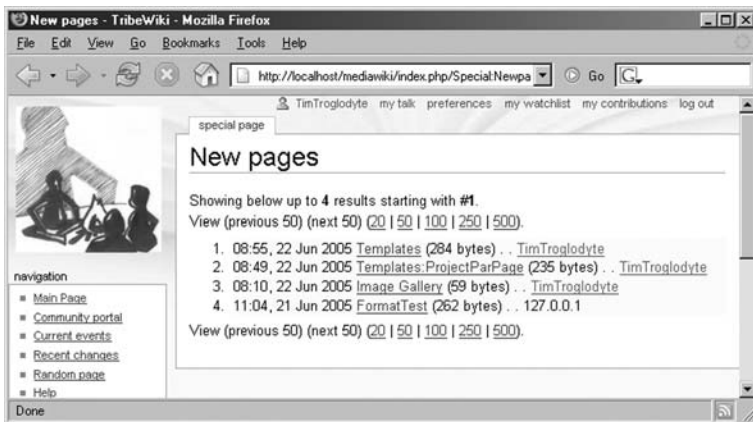 New pages - TribeWiki - Mozilla Firefox
File Edit View Go Bookmarks Tools Help
http://localhost/mediawiki/index.php/Special:Newpa Go G
TimTroglodyte my talk preferences my watchlist my contributions log out
special page
New pages
Showing below up to 4 results starting with #1.
View (previous 50) (next 50) (20 | 50 | 100 | 250 | 500).
1. 08:55, 22 Jun 2005 Templates (284 bytes) . . TimTroglodyte
2. 08:49, 22 Jun 2005 Templates:ProjectParPage (235 bytes) . . TimTroglodyte
3. 08:10, 22 Jun 2005 Image Gallery (59 bytes) . . TimTroglodyte
4. 11:04, 21 Jun 2005 FormatTest (262 bytes) . . 127.0.0.1
View (previous 50) (next 50) (20 | 50 | 100 | 250 | 500).
navigation
Main Page
Community portal
Current events
Recent changes
Random page
Help
Done